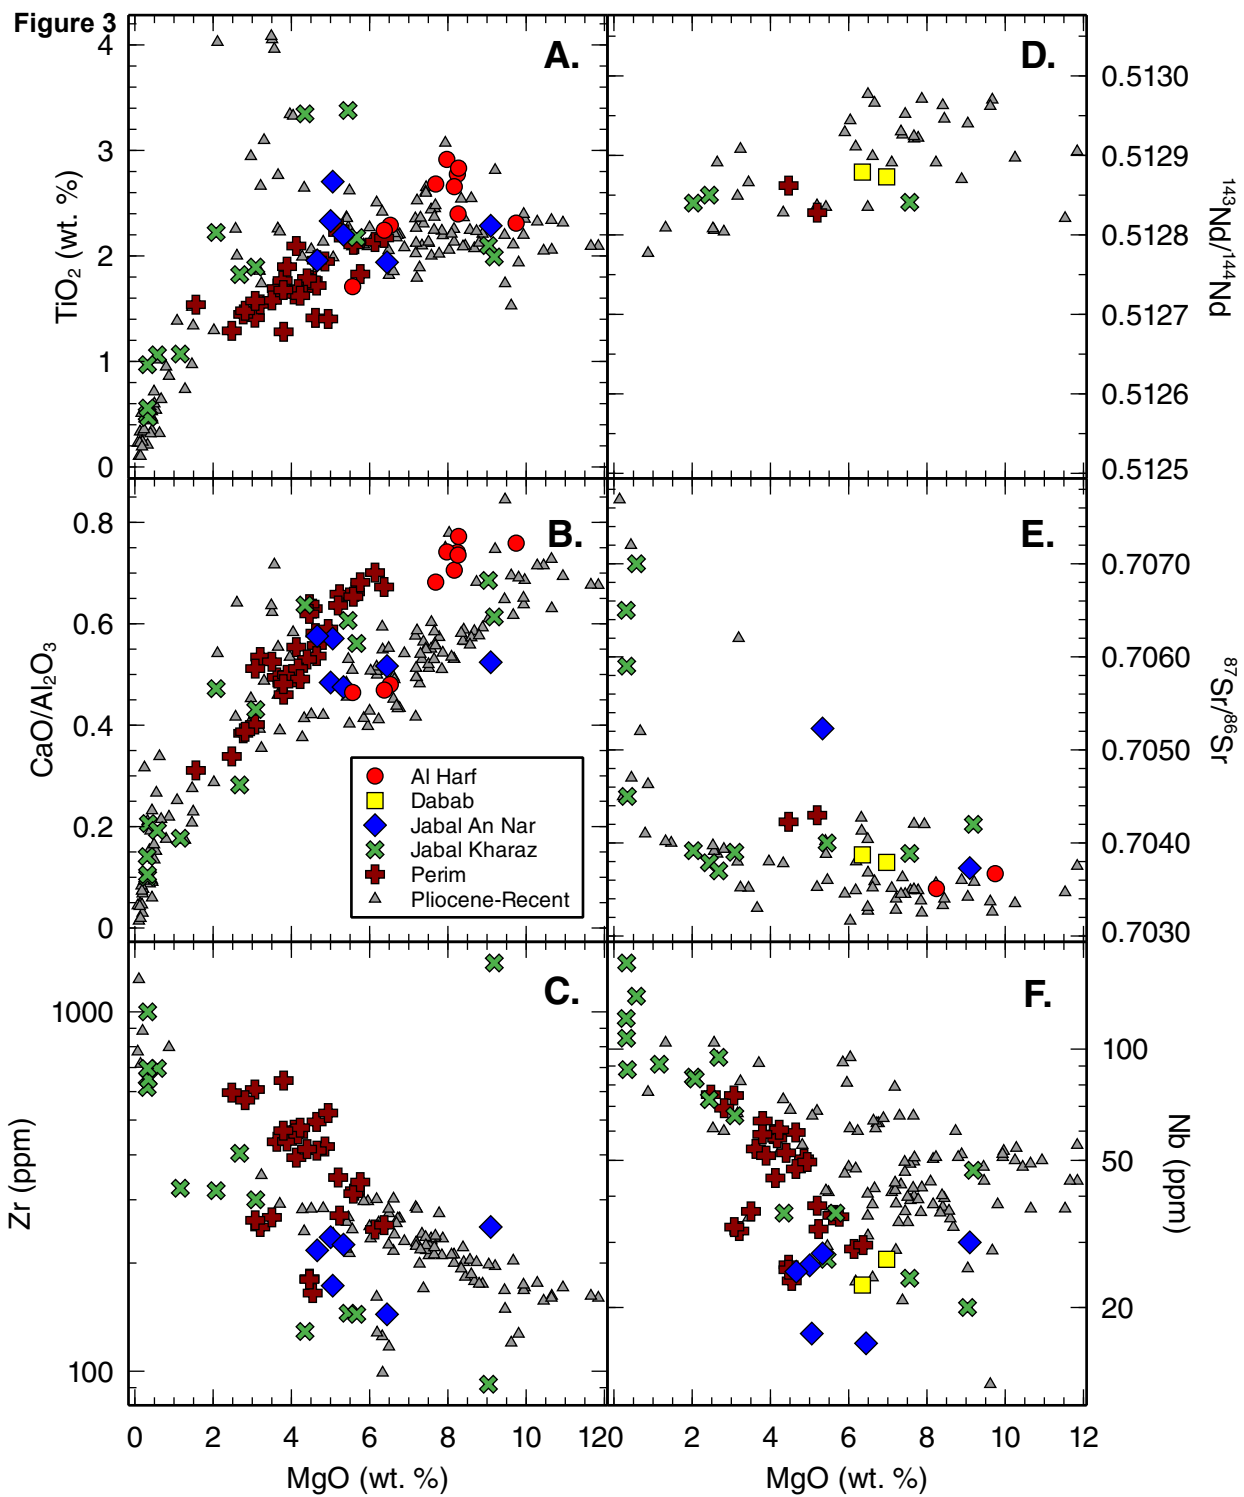 Figure 3
A.
4
3
2
1
0
TiO2 (wt. %)
D.
0.5130
0.5129
0.5128
0.5127
0.5126
0.5125
143Nd/144Nd
B.
0.8
0.6
0.4
0.2
0
CaO/Al2O3
Al Harf
Dabab
Jabal An Nar
Jabal Kharaz
Perim
Pliocene-Recent
E.
0.7070
0.7060
0.7050
0.7040
0.7030
87Sr/86Sr
C.
1000
100
Zr (ppm)
F.
100
50
20
Nb (ppm)
0 2 4 6 8 10 12
0 2 4 6 8 10 12
MgO (wt. %)
MgO (wt. %)